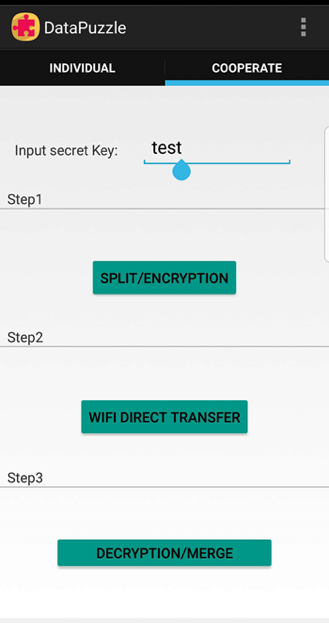 DataPuzzle
INDIVIDUAL COOPERATE
Input secret Key: test
Step1
SPLIT/ENCRYPTION
Step2
WIFI DIRECT TRANSFER
Step3
DECRYPTION/MERGE